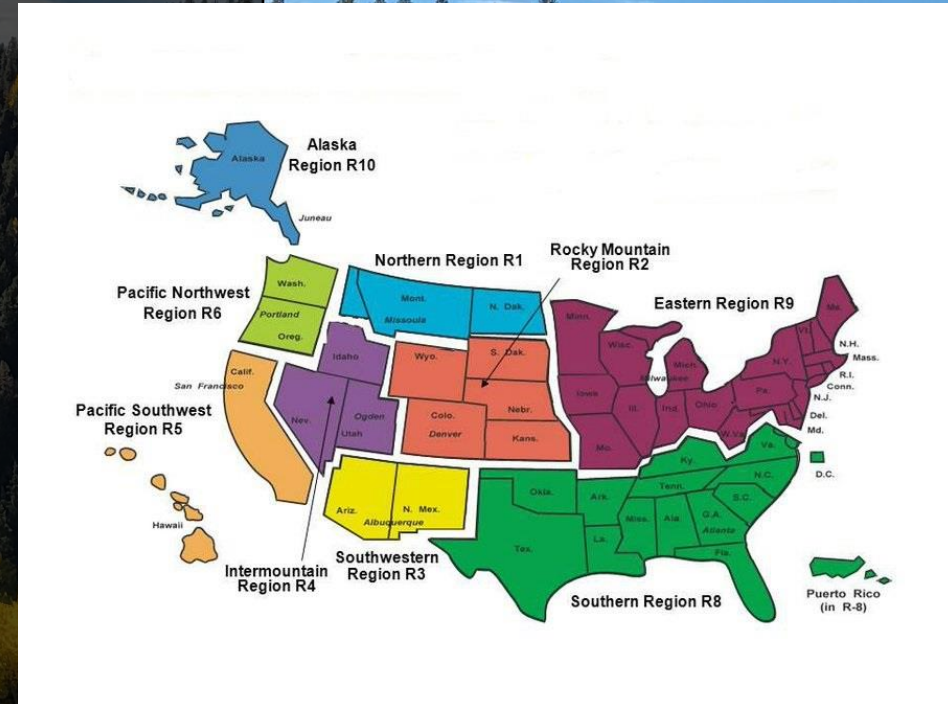 Alaska
Region R10
Alaska
Juneau
Northern Region R1
Rocky Mountain
Region R2
Pacific Northwest
Region R6
Eastern Region R9
Wash.
Portland
Oreg.
Mont.
Missoula
N. Dak.
Minn.
Wisc.
Mich.
Milwaukee
Iowa
Ill.
Ind.
Ohio
Mo.
W.Va.
Pa.
N.Y.
Vt.
Me.
N.H.
Mass.
R.I.
Conn.
N.J.
Del.
Md.
D.C.
Idaho
Nev.
Ogden
Utah
Wyo.
S. Dak.
Nebr.
Colo.
Denver
Kans.
Calif.
San Francisco
Pacific Southwest
Region R5
Hawaii
Ariz.
N. Mex.
Albuquerque
Southwestern
Region R3
Intermountain
Region R4
Okla.
Tex.
Ark.
La.
Miss.
Ala.
G.A.
Atlanta
Fla.
Ky.
Tenn.
Va.
N.C.
S.C.
Southern Region R8
Puerto Rico
(in R-8)